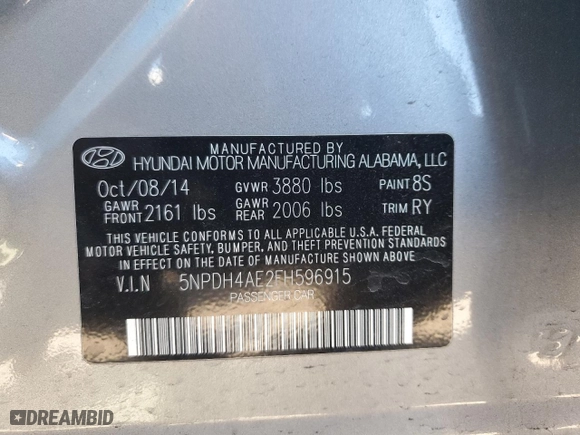 MANUFACTURED BY
HYUNDAI MOTOR MANUFACTURING ALABAMA, LLC
Oct/08/14 GVWR 3880 lbs PAINT 8S
GAWR FRONT 2161 lbs GAWR REAR 2006 lbs TRIM RY
THIS VEHICLE CONFORMS TO ALL APPLICABLE U.S.A. FEDERAL
MOTOR VEHICLE SAFETY, BUMPER, AND THEFT PREVENTION STANDARDS
IN EFFECT ON THE DATE OF MANUFACTURE SHOWN ABOVE.
V.I.N 5NPDH4AE2FH596915
PASSENGER CAR
DREAMBID